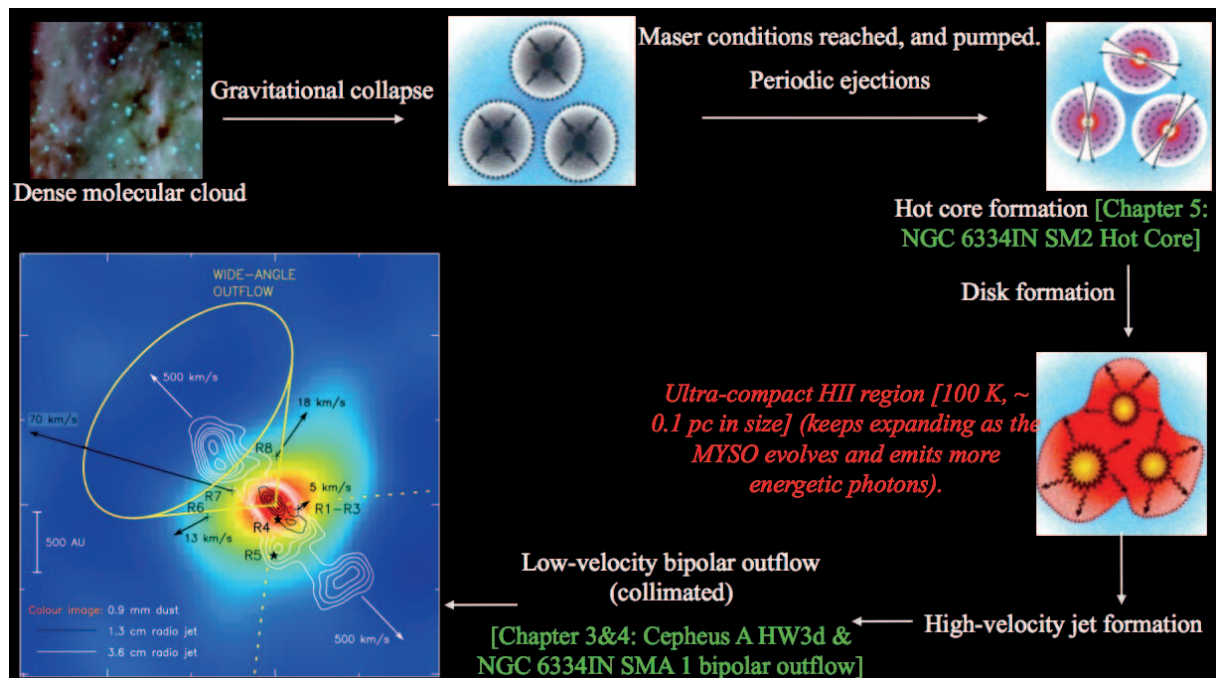 Gravitational collapse
Dense molecular cloud
Maser conditions reached, and pumped.
Periodic ejections
Hot core formation [Chapter 5:
NGC 6334IN SM2 Hot Core]
Disk formation
Ultra-compact HII region [100 K, ~
0.1 pc in size] (keeps expanding as the
MYSO evolves and emits more
energetic photons).
High-velocity jet formation
Low-velocity bipolar outflow
(collimated)
[Chapter 3&4: Cepheus A HW3d &
NGC 6334IN SMA 1 bipolar outflow]
WIDE-ANGLE
OUTFLOW
500 km/s
70 km/s
18 km/s
R8
5 km/s
R7
R6
R1-R3
R4
13 km/s
R5
500 AU
Colour image: 0.9 mm dust
1.3 cm radio jet
3.6 cm radio jet
500 km/s